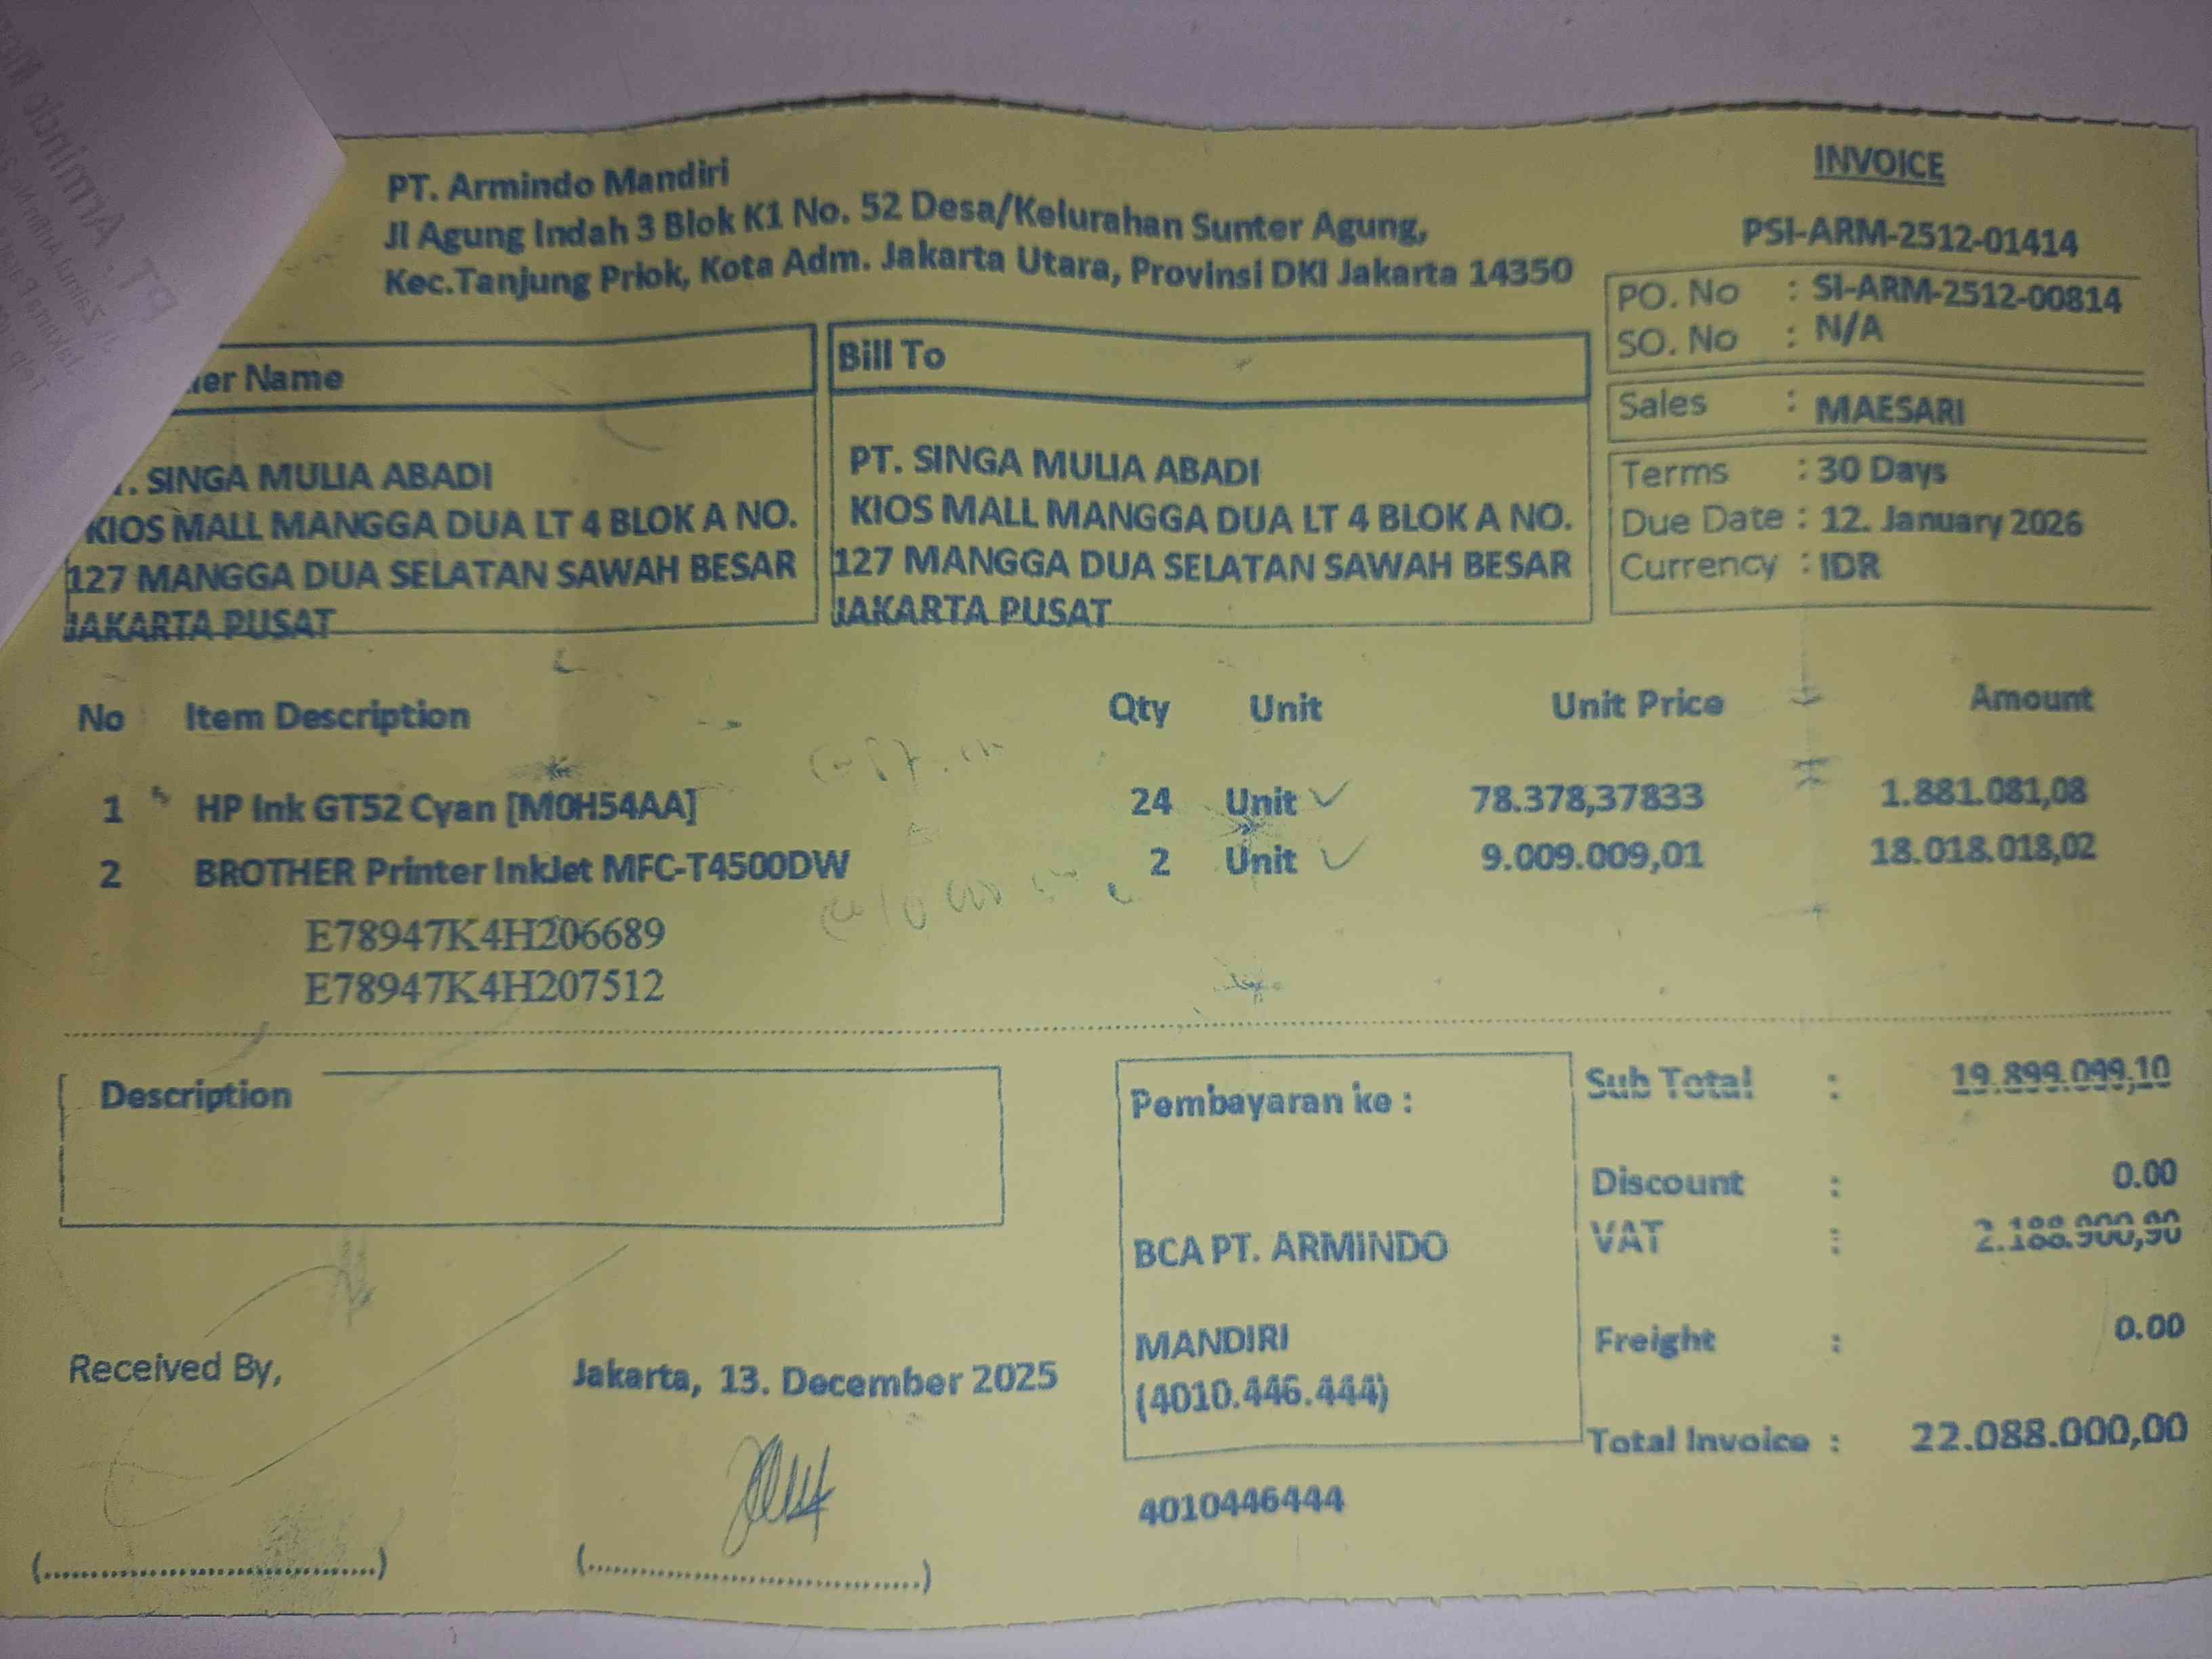 PT. Armindo Mandiri
Jl Agung Indah 3 Blok K1 No. 52 Desa/Kelurahan Sunter Agung,
Kec.Tanjung Priok, Kota Adm. Jakarta Utara, Provinsi DKI Jakarta 14350
INVOICE
PSI-ARM-2512-01414
PO. No : SI-ARM-2512-00814
SO. No : N/A
Sales : MAESARI
Terms : 30 Days
Due Date : 12. January 2026
Currency : IDR
Name
SINGA MULIA ABADI
KIOS MALL MANGGA DUA LT 4 BLOK A NO.
127 MANGGA DUA SELATAN SAWAH BESAR
JAKARTA PUSAT
Bill To
PT. SINGA MULIA ABADI
KIOS MALL MANGGA DUA LT 4 BLOK A NO.
127 MANGGA DUA SELATAN SAWAH BESAR
JAKARTA PUSAT
No Item Description Qty Unit Unit Price Amount
1 HP Ink GT52 Cyan [M0H54AA] 24 Unit 78.378,37833 1.881.081,08
2 BROTHER Printer InkJet MFC-T4500DW 2 Unit 9.009.009,01 18.018.018,02
E78947K4H206689
E78947K4H207512
Description
Pembayaran ke :
BCA PT. ARMINDO
MANDIRI
(4010.446.444)
4010446444
Sub Total : 19.899.099,10
Discount : 0.00
VAT : 2.188.900,90
Freight : 0.00
Total Invoice : 22.088.000,00
Received By,
Jakarta, 13. December 2025
(....................................)
(....................................)
PT. Armindo